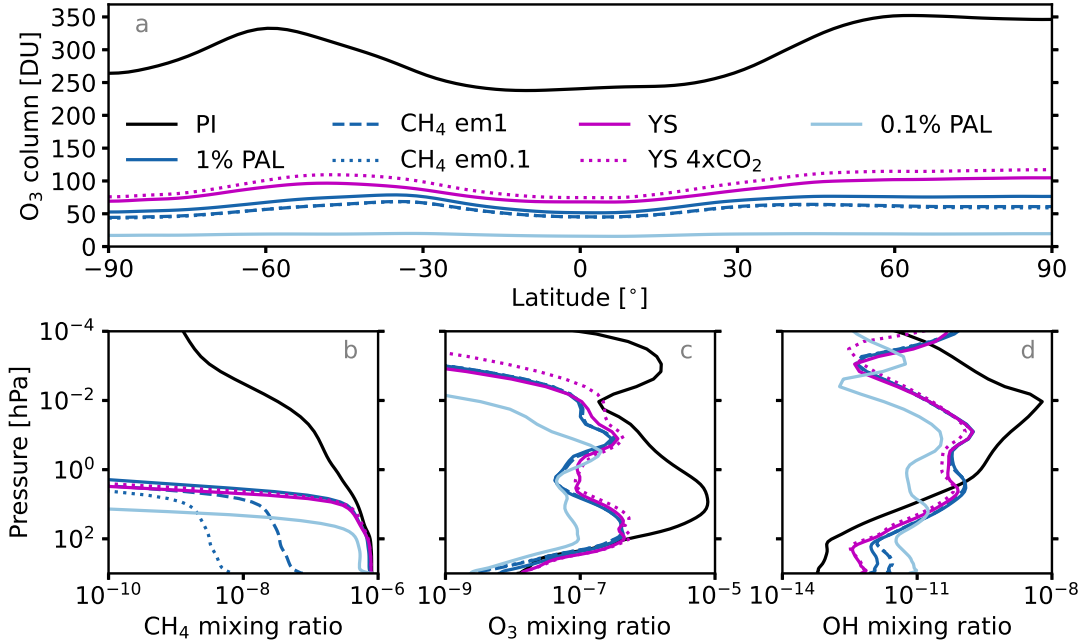 350
300
250
200
150
100
50
0
O₃ column [DU]
a
PI
CH₄ em1
YS
0.1% PAL
1% PAL
CH₄ em0.1
YS 4xCO₂
−90 −60 −30 0 30 60 90
Latitude [°]
10⁻⁴
10⁻²
10⁰
10²
Pressure [hPa]
b
c
d
10⁻¹⁰ 10⁻⁸ 10⁻⁶
10⁻⁹ 10⁻⁷ 10⁻⁵
10⁻¹⁴ 10⁻¹¹ 10⁻⁸
CH₄ mixing ratio
O₃ mixing ratio
OH mixing ratio